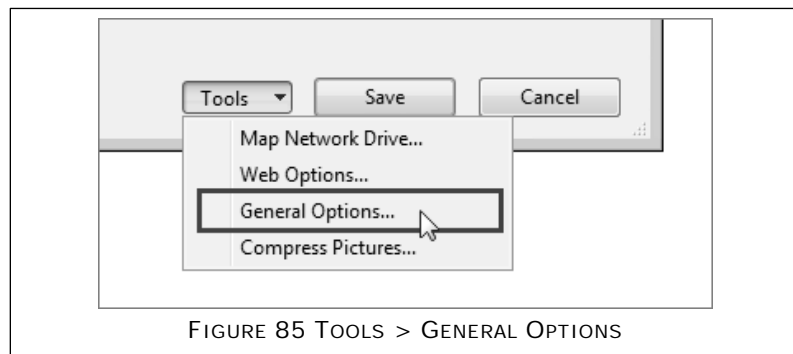 Tools Save Cancel
Map Network Drive...
Web Options...
General Options...
Compress Pictures...
FIGURE 85 TOOLS > GENERAL OPTIONS